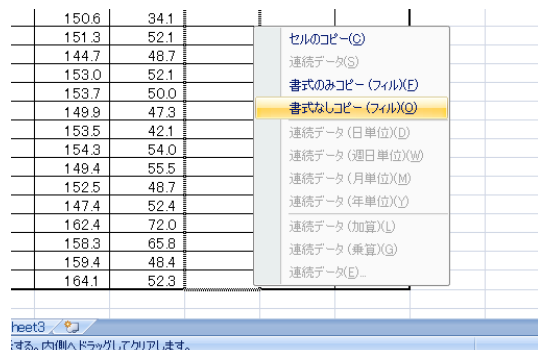 150.6 34.1
151.3 52.1
144.7 48.7
153.0 52.1
153.7 50.0
149.9 47.3
153.5 42.1
154.3 54.0
149.4 55.5
152.5 48.7
147.4 52.4
162.4 72.0
158.3 65.8
159.4 48.4
164.1 52.3
セルのコピー(C)
連続データ(S)
書式のみコピー (フィル)(F)
書式なしコピー (フィル)(O)
連続データ (日単位)(D)
連続データ (週日単位)(W)
連続データ (月単位)(M)
連続データ (年単位)(Y)
連続データ (加算)(L)
連続データ (乗算)(G)
連続データ(E)...
heet3
する。内側へドラッグしてクリアします。